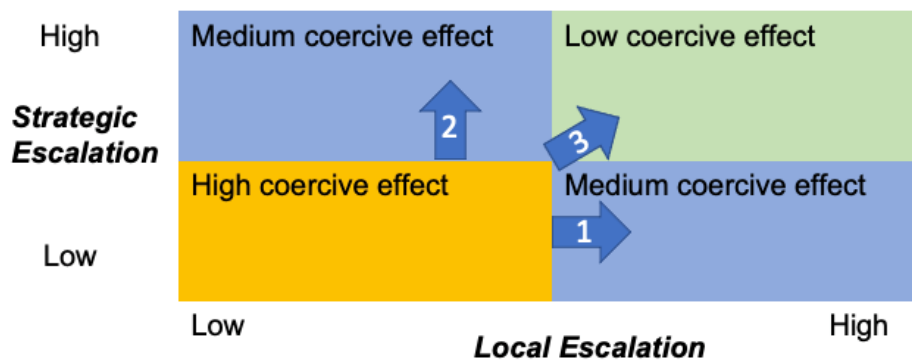 High
Medium coercive effect
Low coercive effect
Strategic
Escalation
2
3
High coercive effect
Medium coercive effect
1
Low
Low
High
Local Escalation